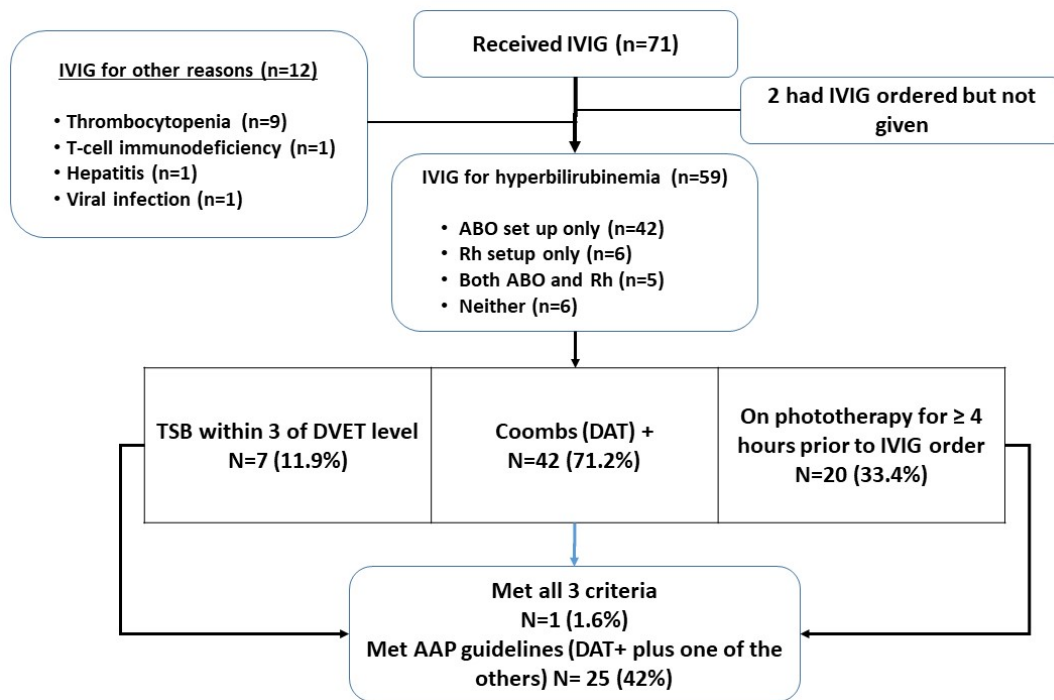 Received IVIG (n=71)
IVIG for other reasons (n=12)
• Thrombocytopenia (n=9)
• T-cell immunodeficiency (n=1)
• Hepatitis (n=1)
• Viral infection (n=1)
2 had IVIG ordered but not
given
IVIG for hyperbilirubinemia (n=59)
• ABO set up only (n=42)
• Rh setup only (n=6)
• Both ABO and Rh (n=5)
• Neither (n=6)
TSB within 3 of DVET level
N=7 (11.9%)
Coombs (DAT) +
N=42 (71.2%)
On phototherapy for ≥ 4
hours prior to IVIG order
N=20 (33.4%)
Met all 3 criteria
N=1 (1.6%)
Met AAP guidelines (DAT+ plus one of the
others) N= 25 (42%)